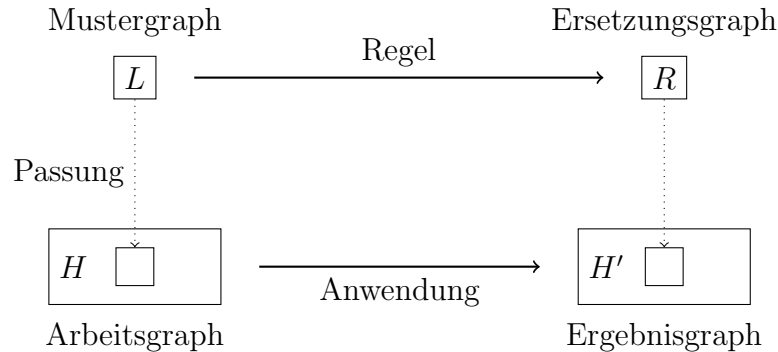 Mustergraph
Ersetzungsgraph
Regel
L
R
Passung
H
H′
Anwendung
Arbeitsgraph
Ergebnisgraph